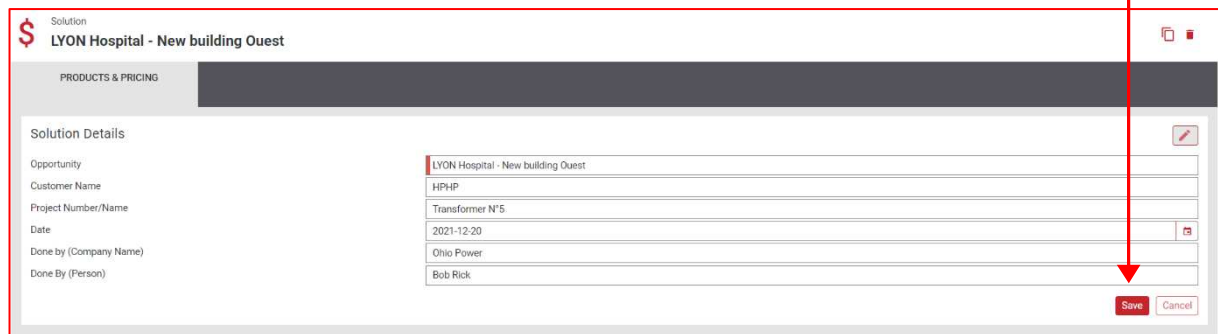 Solution
LYON Hospital - New building Ouest
PRODUCTS & PRICING
Solution Details
Opportunity LYON Hospital - New building Ouest
Customer Name HPHP
Project Number/Name Transformer N°5
Date 2021-12-20
Done by (Company Name) Ohio Power
Done By (Person) Bob Rick
Save Cancel